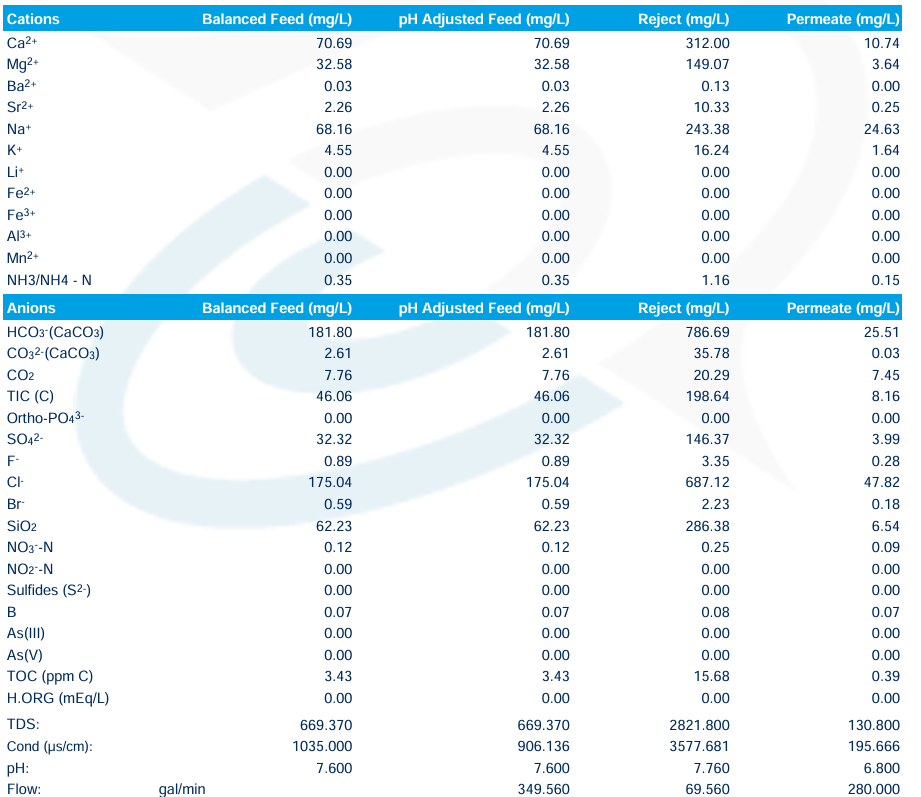 Cations Balanced Feed (mg/L) pH Adjusted Feed (mg/L) Reject (mg/L) Permeate (mg/L)
Ca2+ 70.69 70.69 312.00 10.74
Mg2+ 32.58 32.58 149.07 3.64
Ba2+ 0.03 0.03 0.13 0.00
Sr2+ 2.26 2.26 10.33 0.25
Na+ 68.16 68.16 243.38 24.63
K+ 4.55 4.55 16.24 1.64
Li+ 0.00 0.00 0.00 0.00
Fe2+ 0.00 0.00 0.00 0.00
Fe3+ 0.00 0.00 0.00 0.00
Al3+ 0.00 0.00 0.00 0.00
Mn2+ 0.00 0.00 0.00 0.00
NH3/NH4 - N 0.35 0.35 1.16 0.15
Anions Balanced Feed (mg/L) pH Adjusted Feed (mg/L) Reject (mg/L) Permeate (mg/L)
HCO3-(CaCO3) 181.80 181.80 786.69 25.51
CO32-(CaCO3) 2.61 2.61 35.78 0.03
CO2 7.76 7.76 20.29 7.45
TIC (C) 46.06 46.06 198.64 8.16
Ortho-PO43- 0.00 0.00 0.00 0.00
SO42- 32.32 32.32 146.37 3.99
F- 0.89 0.89 3.35 0.28
Cl- 175.04 175.04 687.12 47.82
Br- 0.59 0.59 2.23 0.18
SiO2 62.23 62.23 286.38 6.54
NO3--N 0.12 0.12 0.25 0.09
NO2--N 0.00 0.00 0.00 0.00
Sulfides (S2-) 0.00 0.00 0.00 0.00
B 0.07 0.07 0.08 0.07
As(III) 0.00 0.00 0.00 0.00
As(V) 0.00 0.00 0.00 0.00
TOC (ppm C) 3.43 3.43 15.68 0.39
H.ORG (mEq/L) 0.00 0.00 0.00 0.00
TDS: 669.370 669.370 2821.800 130.800
Cond (µs/cm): 1035.000 906.136 3577.681 195.666
pH: 7.600 7.600 7.760 6.800
Flow: gal/min 349.560 69.560 280.000